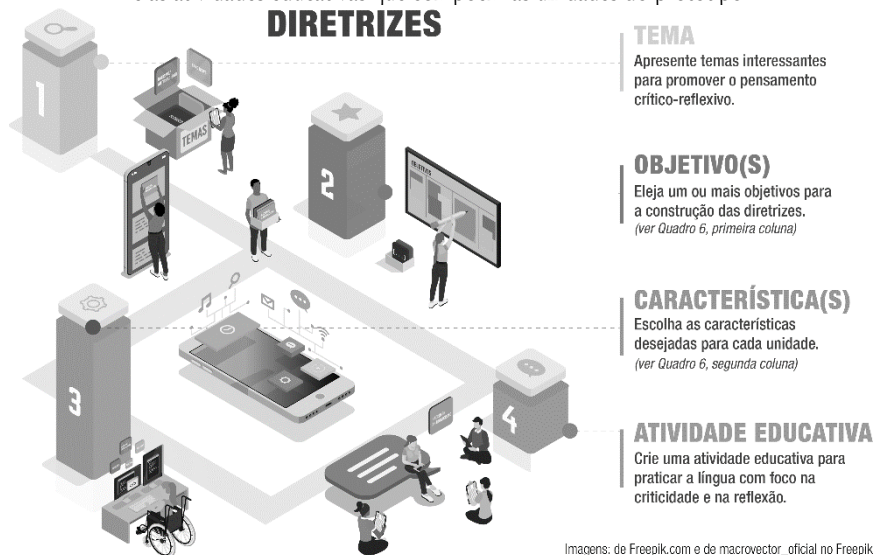 DIRETRIZES
1
TEMAS
TEMA
Apresente temas interessantes
para promover o pensamento
crítico-reflexivo.
2
OBJETIVOS
OBJETIVO(S)
Eleja um ou mais objetivos para
a construção das diretrizes.
(ver Quadro 6, primeira coluna)
3
CARACTERÍSTICA(S)
Escolha as características
desejadas para cada unidade.
(ver Quadro 6, segunda coluna)
4
ATIVIDADE EDUCATIVA
Crie uma atividade educativa para
praticar a língua com foco na
criticidade e na reflexão.
Imagens: de Freepik.com e de macrovector_oficial no Freepik